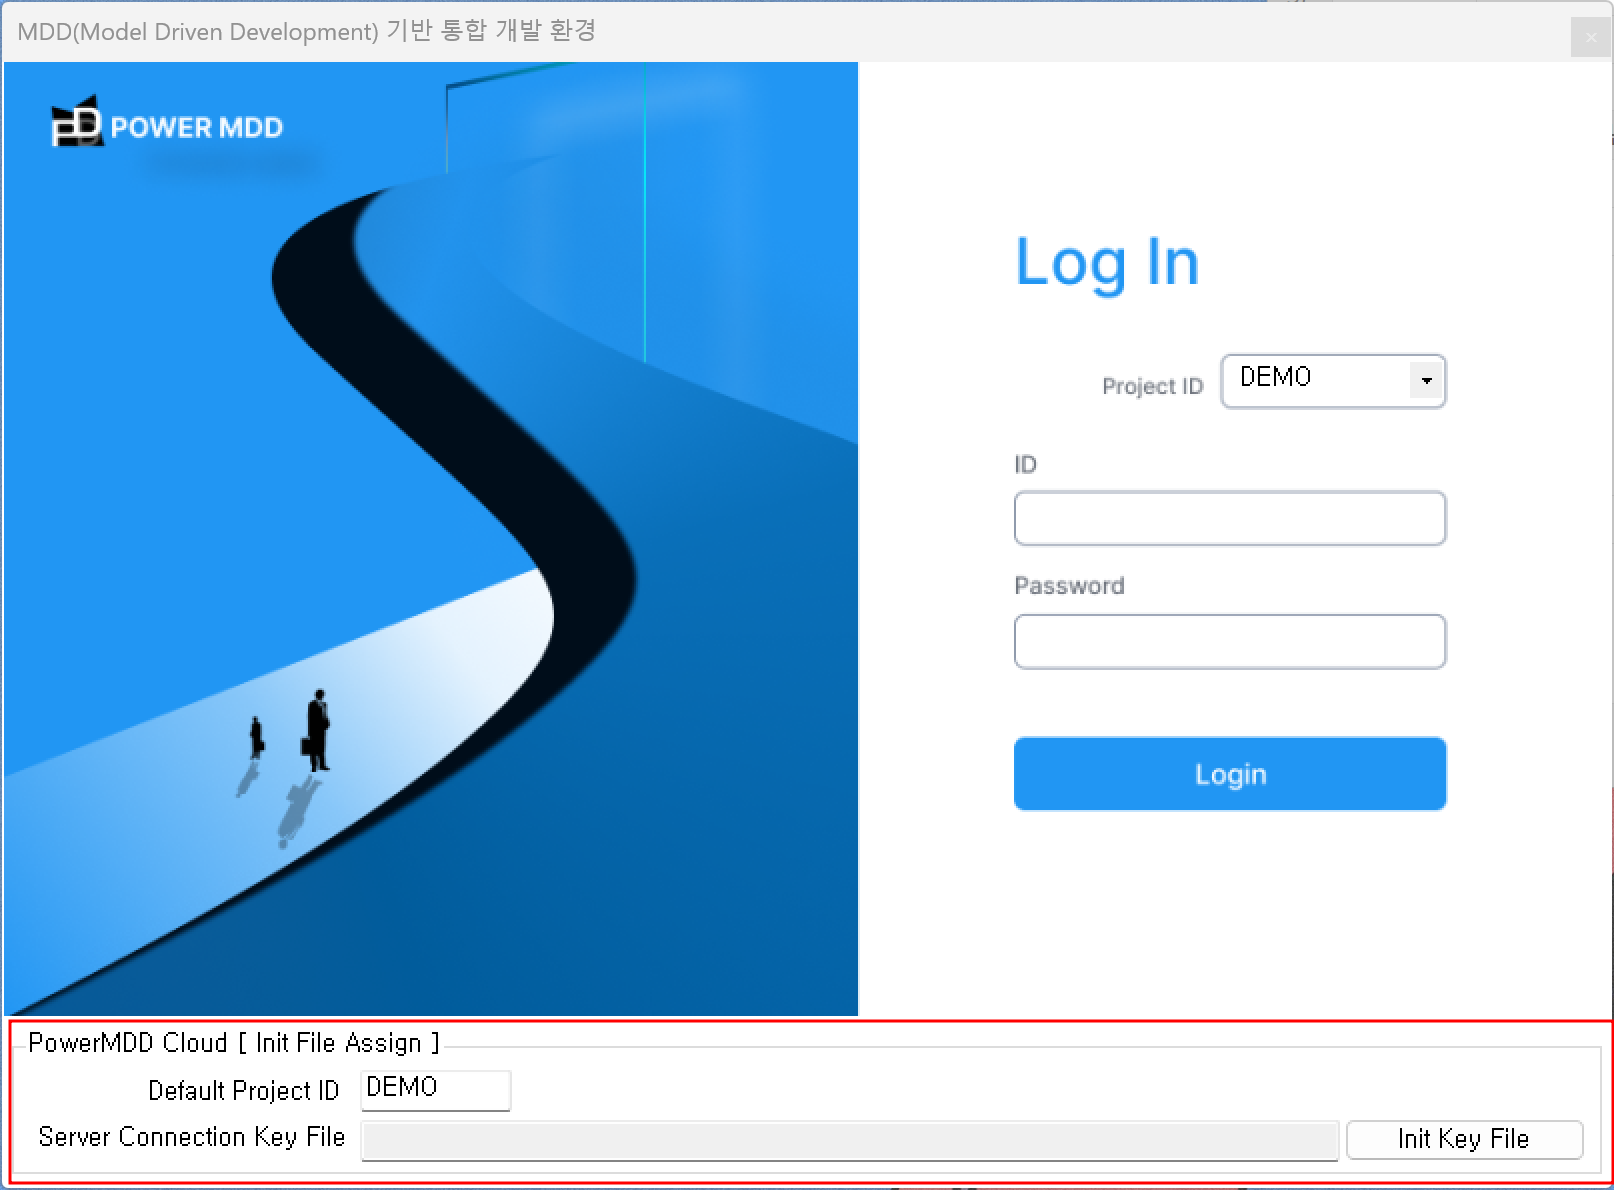 MDD(Model Driven Development) 기반 통합 개발 환경
POWER MDD
Log In
Project ID
DEMO
ID
Password
Login
PowerMDD Cloud [ Init File Assign ]
Default Project ID
DEMO
Server Connection Key File
Init Key File